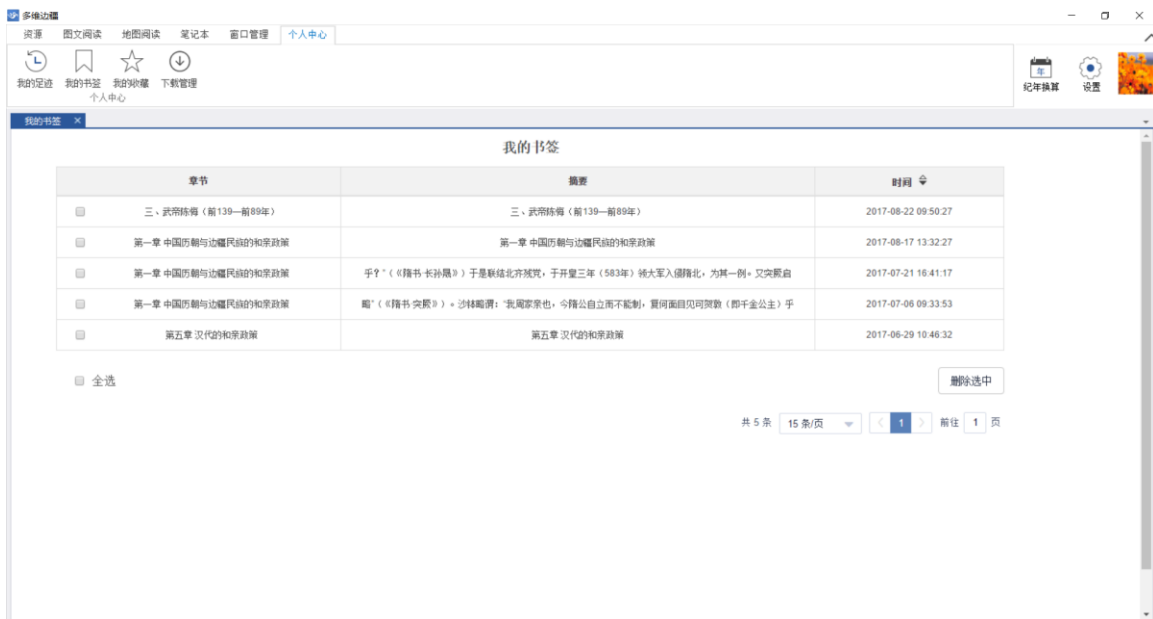 多维边疆
资源 图文阅读 地图阅读 笔记本 窗口管理 个人中心
我的足迹 我的书签 我的收藏 下载管理
个人中心
年
纪年换算 设置
我的书签
我的书签
章节 摘要 时间
三、武帝陈侮（前139—前89年） 三、武帝陈侮（前139—前89年） 2017-08-22 09:50:27
第一章 中国历朝与边疆民族的和亲政策 第一章 中国历朝与边疆民族的和亲政策 2017-08-17 13:32:27
第一章 中国历朝与边疆民族的和亲政策 乎？"（《隋书·长孙晟》）于是联结北齐残党，于开皇三年（583年）领大军入侵隋北，为其一例。又突厥启 2017-07-21 16:41:17
第一章 中国历朝与边疆民族的和亲政策 略"（《隋书·突厥》）。沙钵略谓："我周家亲也，今隋公自立而不能制，复何面目见可贺敦（即千金公主）乎 2017-07-06 09:33:53
第五章 汉代的和亲政策 第五章 汉代的和亲政策 2017-06-29 10:46:32
全选 删除选中
共 5 条 15 条/页 1 前往 1 页